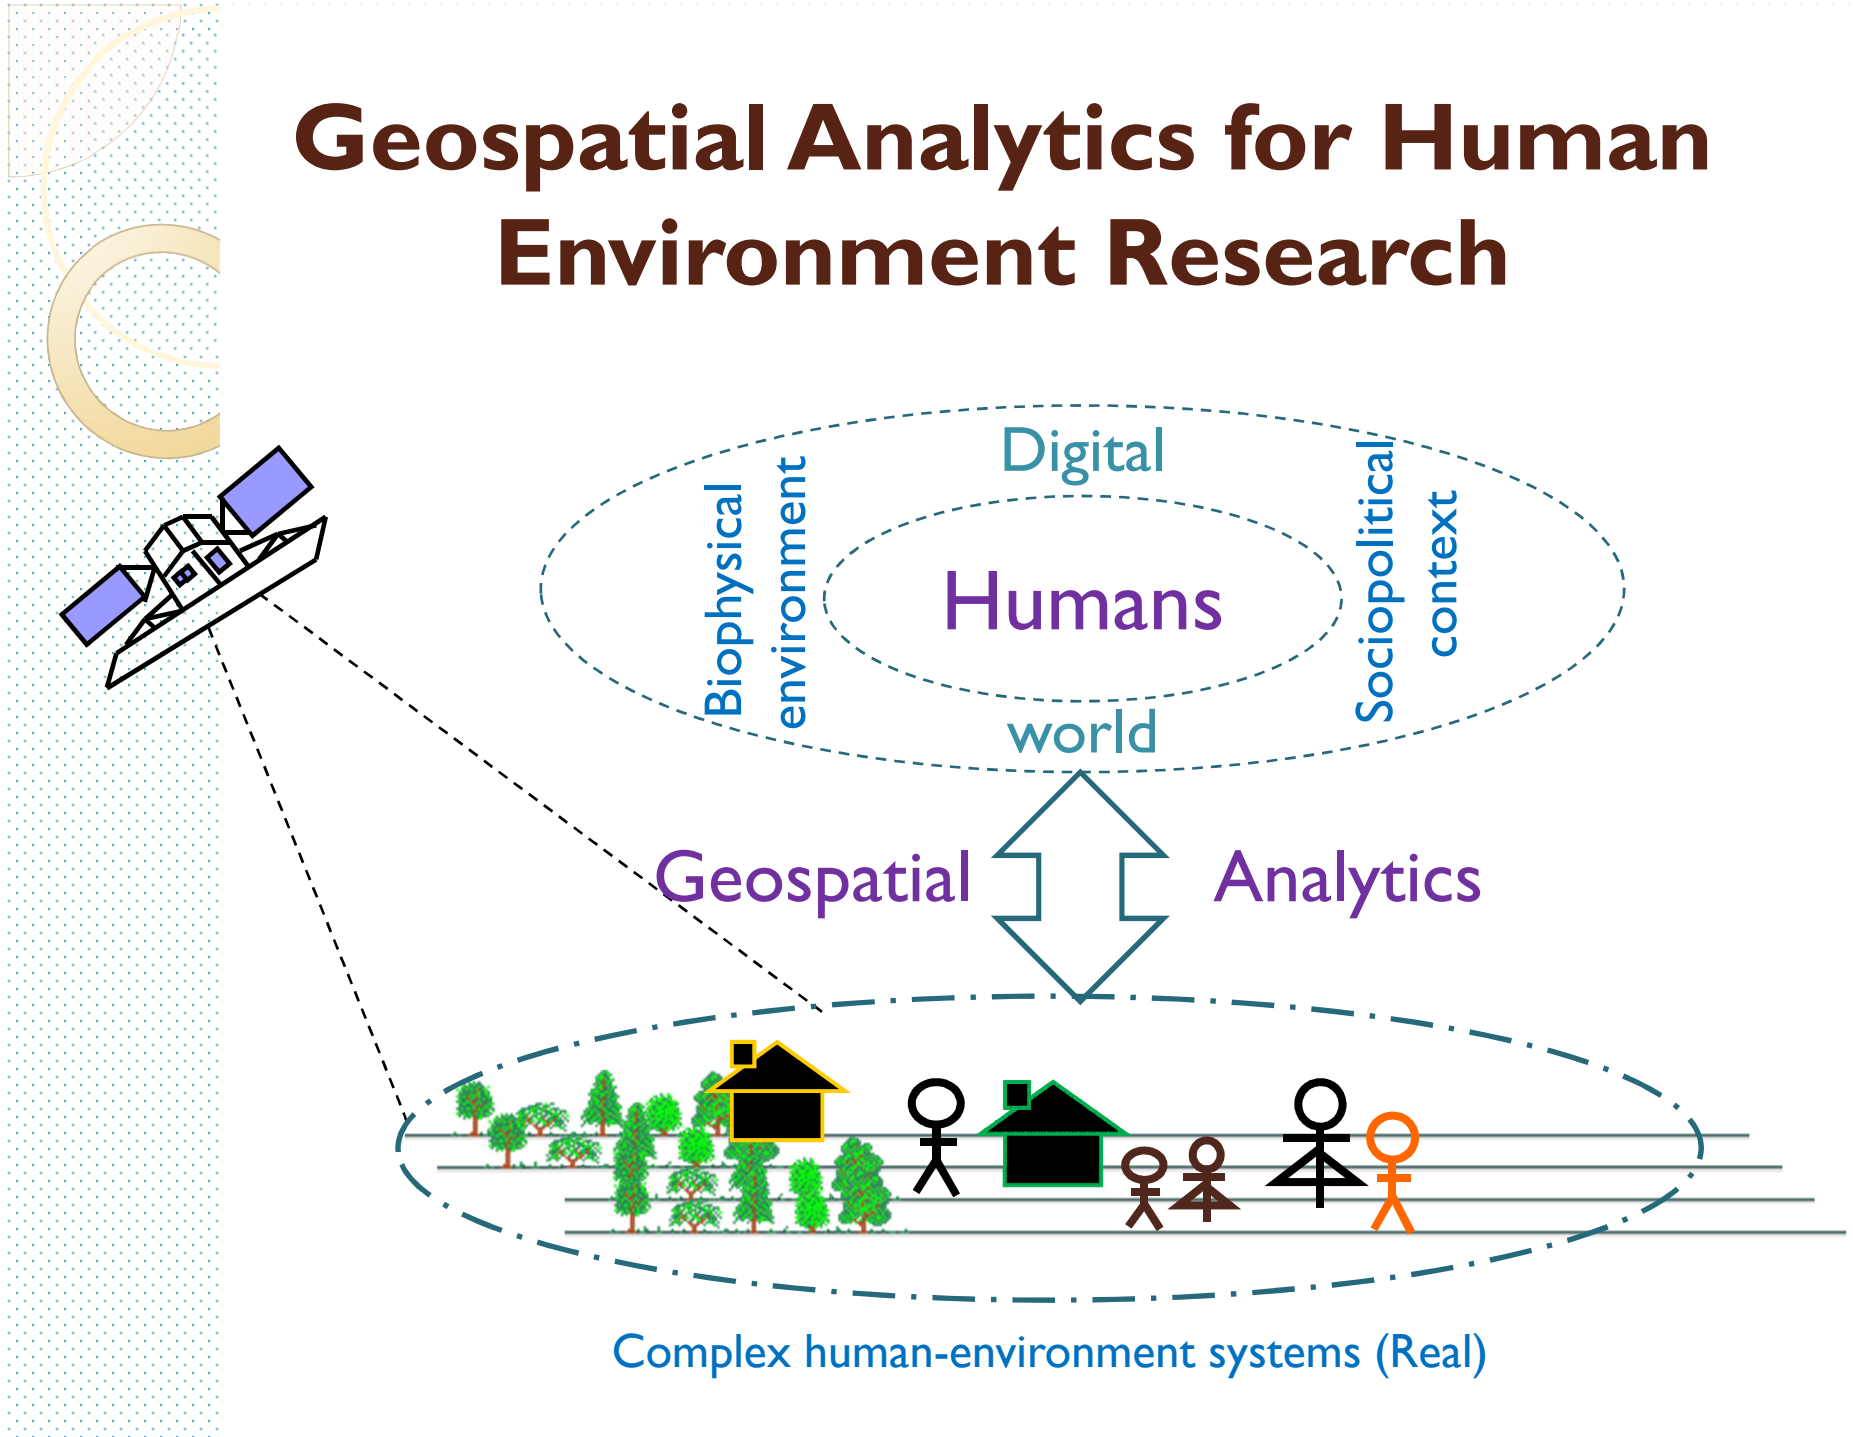 Geospatial Analytics for Human
Environment Research
Digital
Biophysical
environment
Humans
Sociopolitical
context
world
Geospatial Analytics
Complex human-environment systems (Real)